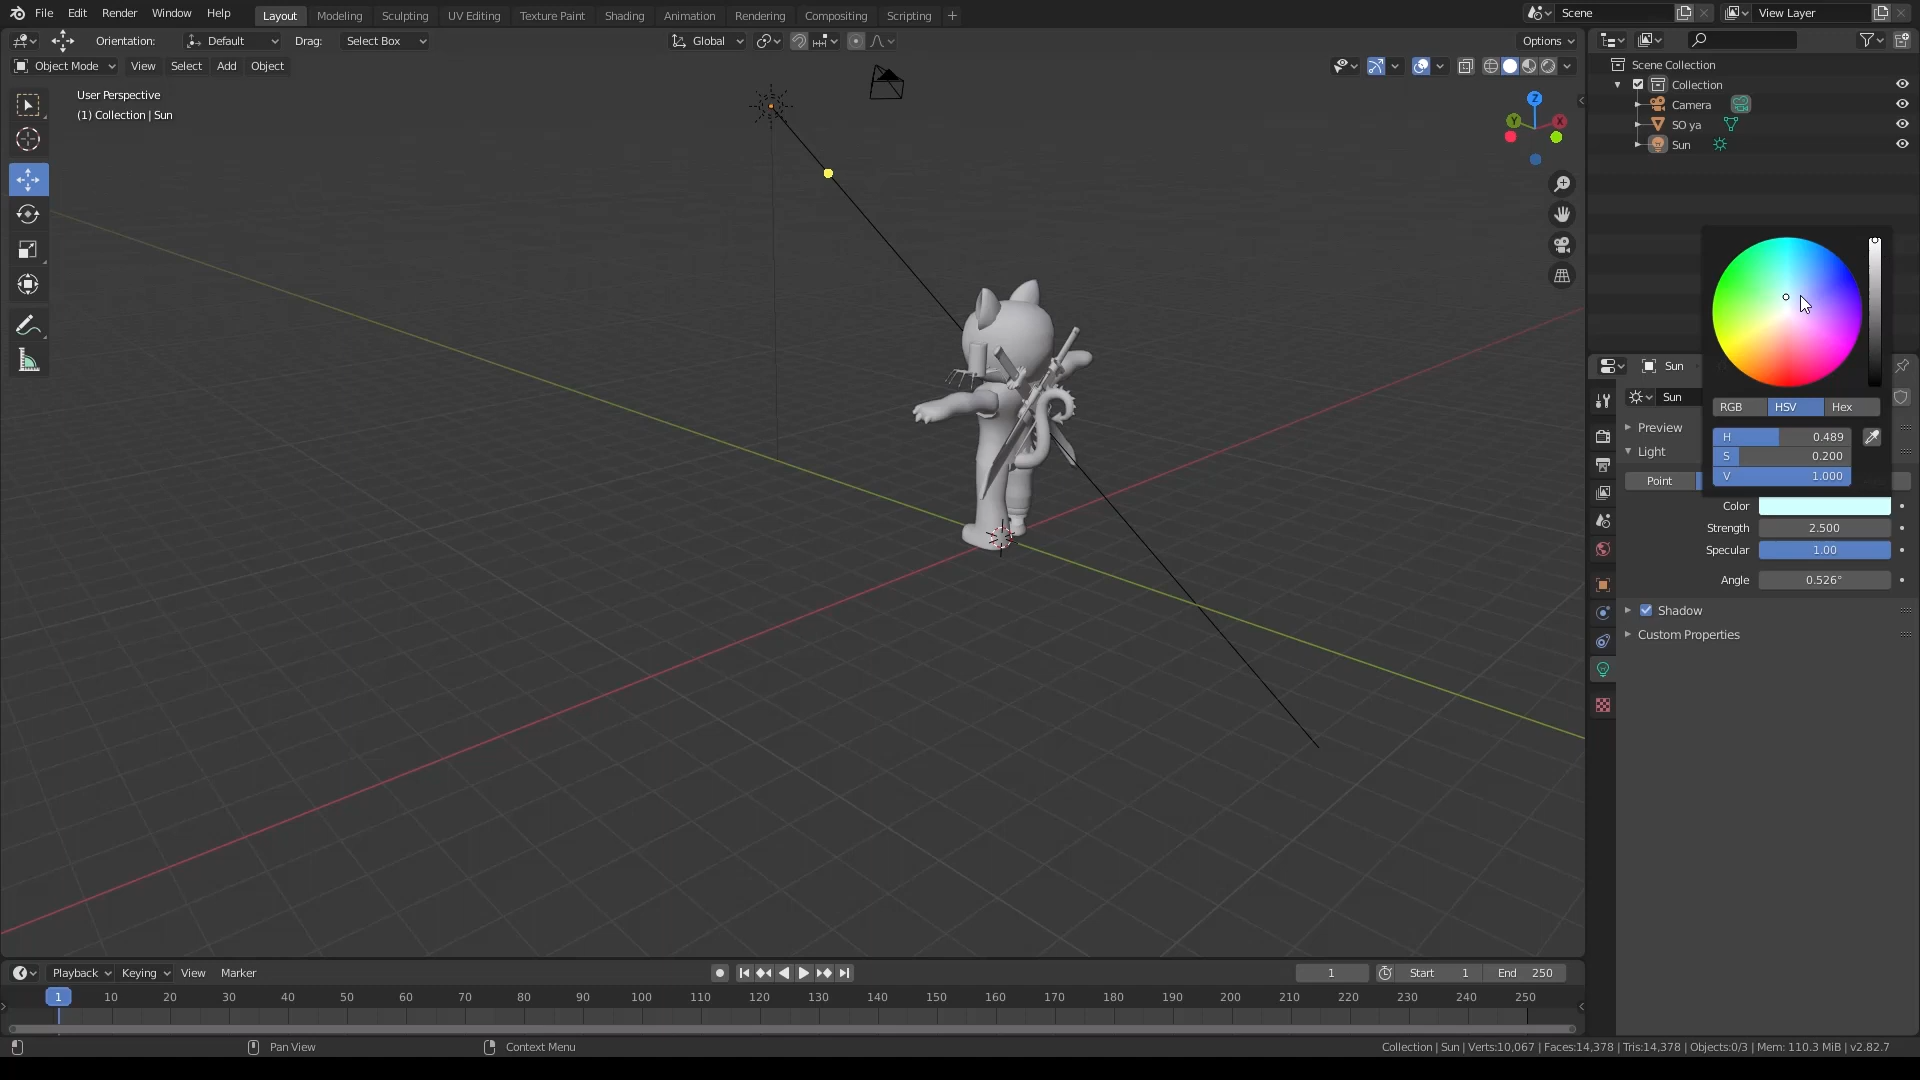 File Edit Render Window Help Layout Modeling Sculpting UV Editing Texture Paint Shading Animation Rendering Compositing Scripting + Scene View Layer
Orientation: Default Drag: Select Box Global Options
Object Mode View Select Add Object
User Perspective
(1) Collection | Sun
Z
Y
X
Scene Collection
Collection
Camera
SO ya
Sun
Sun
Sun
RGB HSV Hex
Preview
H 0.489
Light
S 0.200
V 1.000
Point
Color
Strength 2.500
Specular 1.00
Angle 0.526°
Shadow
Custom Properties
Playback Keying View Marker 1 Start 1 End 250
1 10 20 30 40 50 60 70 80 90 100 110 120 130 140 150 160 170 180 190 200 210 220 230 240 250
Pan View Context Menu Collection | Sun | Verts:10,067 | Faces:14,378 | Tris:14,378 | Objects:0/3 | Mem: 110.3 MiB | v2.82.7